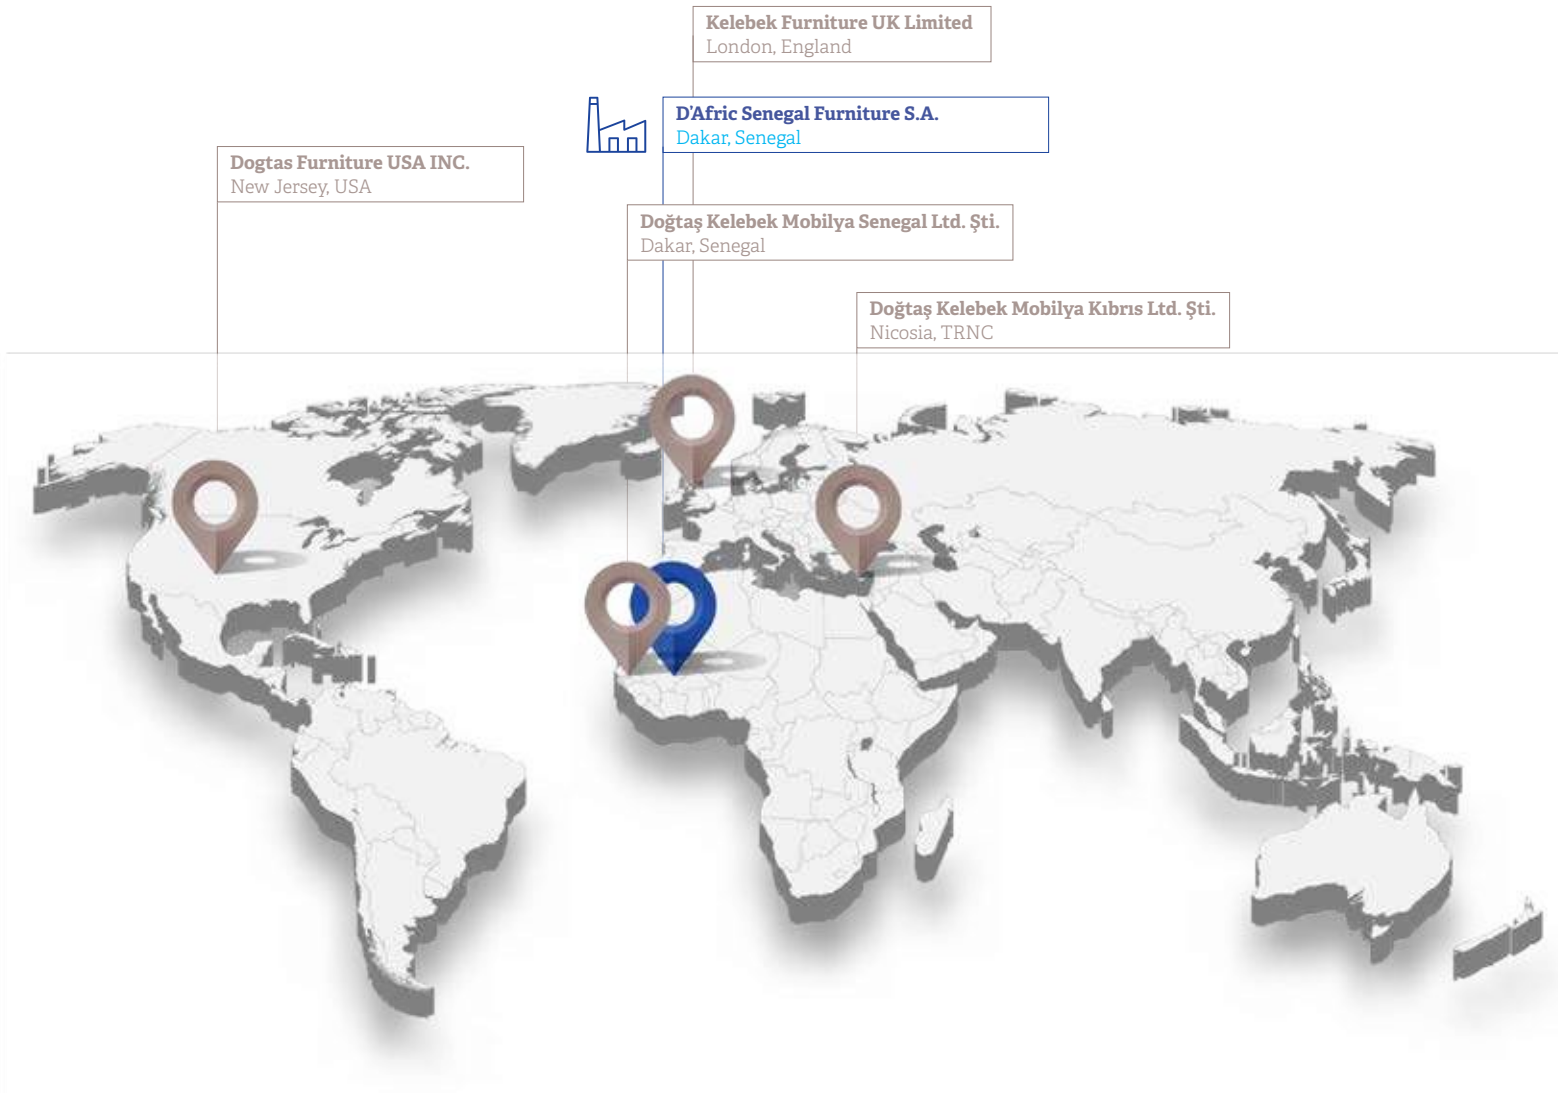 Kelebek Furniture UK Limited
London, England
D'Afric Senegal Furniture S.A.
Dakar, Senegal
Dogtas Furniture USA INC.
New Jersey, USA
Doğtaş Kelebek Mobilya Senegal Ltd. Şti.
Dakar, Senegal
Doğtaş Kelebek Mobilya Kıbrıs Ltd. Şti.
Nicosia, TRNC